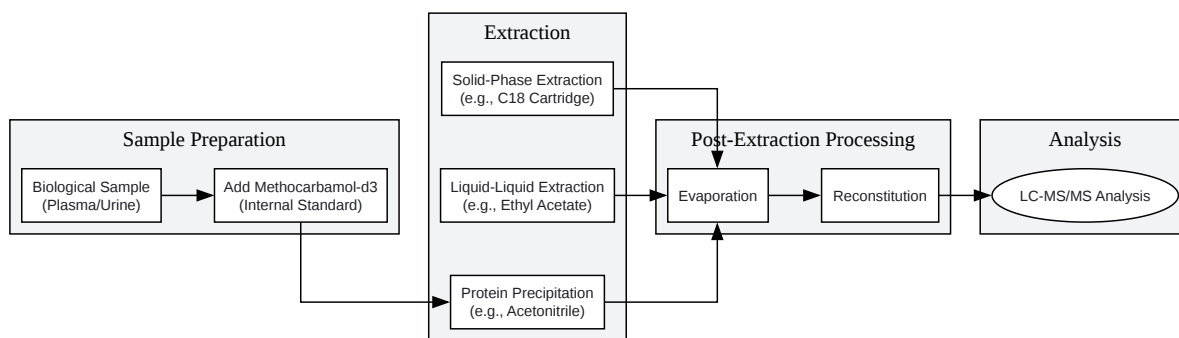 Sample Preparation
Biological Sample
(Plasma/Urine)
Add Methocarbamol-d3
(Internal Standard)
Extraction
Solid-Phase Extraction
(e.g., C18 Cartridge)
Liquid-Liquid Extraction
(e.g., Ethyl Acetate)
Protein Precipitation
(e.g., Acetonitrile)
Post-Extraction Processing
Evaporation
Reconstitution
Analysis
LC-MS/MS Analysis